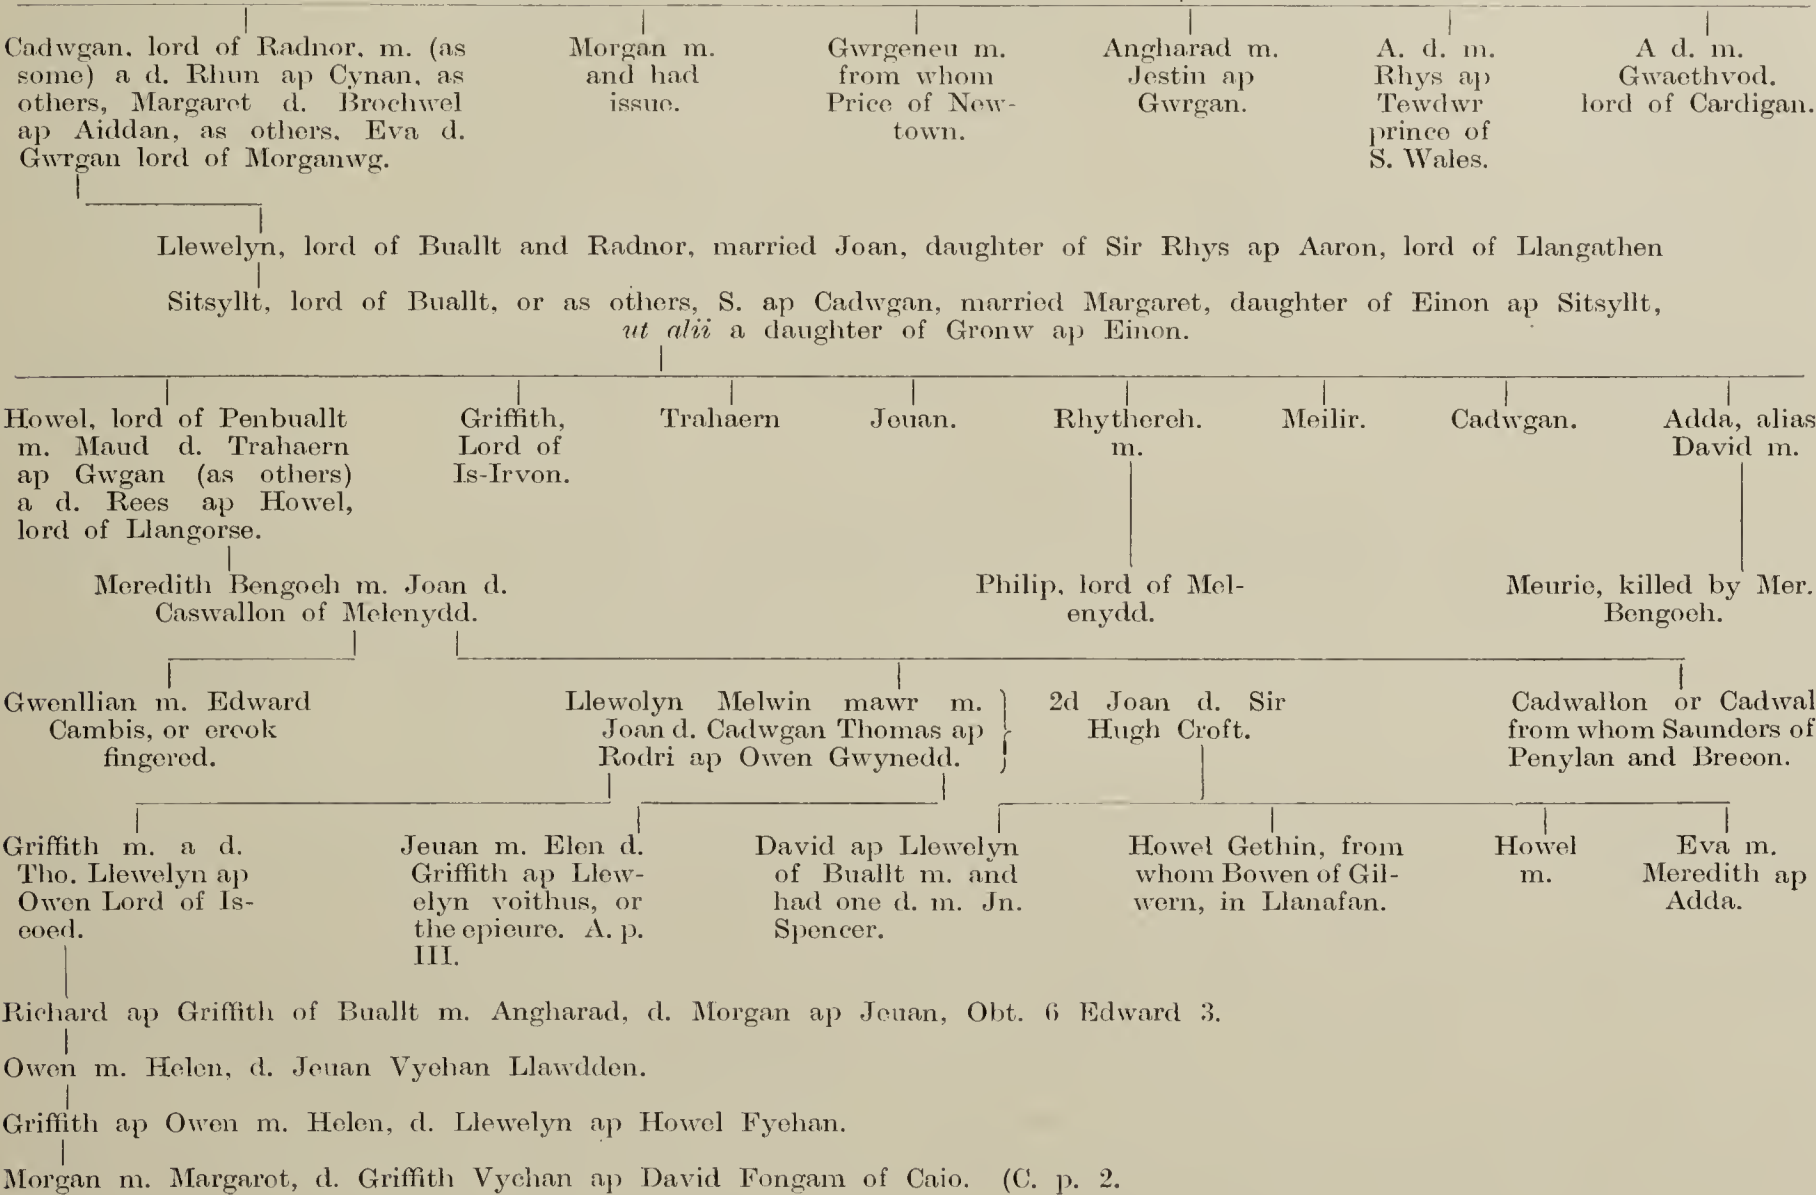 Cadwgan, lord of Radnor, m. (as
some) a d. Rhun ap Cynan, as
others, Margaret d. Brochwel
ap Aiddan, as others, Eva d.
Gwrgan lord of Morganwg.
Morgan m.
and had
issue.
Gwrgeneu m.
from whom
Price of New-
town.
Angharad m.
Jestin ap
Gwrgan.
A. d. m.
Rhys ap
Tewdwr
prince of
S. Wales.
A d. m.
Gwaethvod.
lord of Cardigan.
Llewelyn, lord of Buallt and Radnor, married Joan, daughter of Sir Rhys ap Aaron, lord of Llangathen
Sitsyllt, lord of Buallt, or as others, S. ap Cadwgan, married Margaret, daughter of Einon ap Sitsyllt,
ut alii a daughter of Gronw ap Einon.
Howel, lord of Penbuallt
m. Maud d. Trahaern
ap Gwgan (as others)
a d. Rees ap Howel,
lord of Llangorse.
Griffith,
Lord of
Is-Irvon.
Trahaern
Jeuan.
Rhythereh.
m.
Meilir.
Cadwgan.
Adda, alias
David m.
Meredith Bengoeh m. Joan d.
Caswallon of Melenydd.
Philip, lord of Mel-
enydd.
Meuric, killed by Mer.
Bengoeh.
Gwenllian m. Edward
Cambis, or crook
fingered.
Llewolyn Melwin mawr m.
Joan d. Cadwgan Thomas ap
Rodri ap Owen Gwynedd.
2d Joan d. Sir
Hugh Croft.
Cadwallon or Cadwal
from whom Saunders of
Penylan and Brecon.
Griffith m. a d.
Tho. Llewelyn ap
Owen Lord of Is-
coed.
Jeuan m. Elen d.
Griffith ap Llew-
elyn voithus, or
the epicure. A. p.
III.
David ap Llewelyn
of Buallt m. and
had one d. m. Jn.
Spencer.
Howel Gethin, from
whom Bowen of Gil-
wern, in Llanafan.
Howel
m.
Eva m.
Meredith ap
Adda.
Richard ap Griffith of Buallt m. Angharad, d. Morgan ap Jeuan, Obt. 6 Edward 3.
Owen m. Helen, d. Jeuan Vychan Llawdden.
Griffith ap Owen m. Helen, d. Llewelyn ap Howel Fychan.
Morgan m. Margarot, d. Griffith Vychan ap David Fongam of Caio. (C. p. 2.